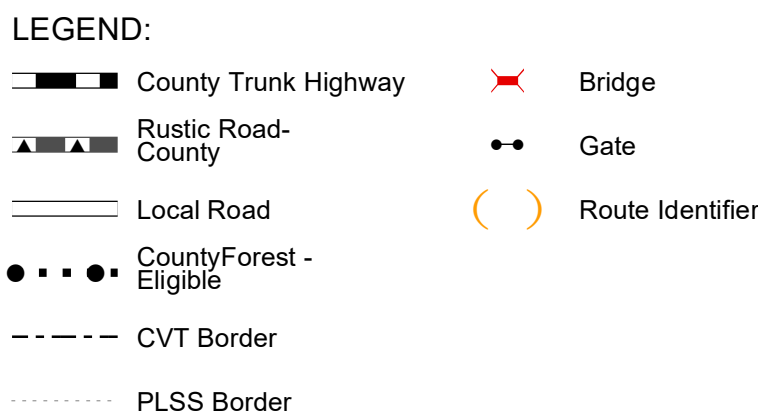 LEGEND:
County Trunk Highway
Rustic Road-
County
Local Road
CountyForest -
Eligible
CVT Border
PLSS Border
Bridge
Gate
( ) Route Identifier